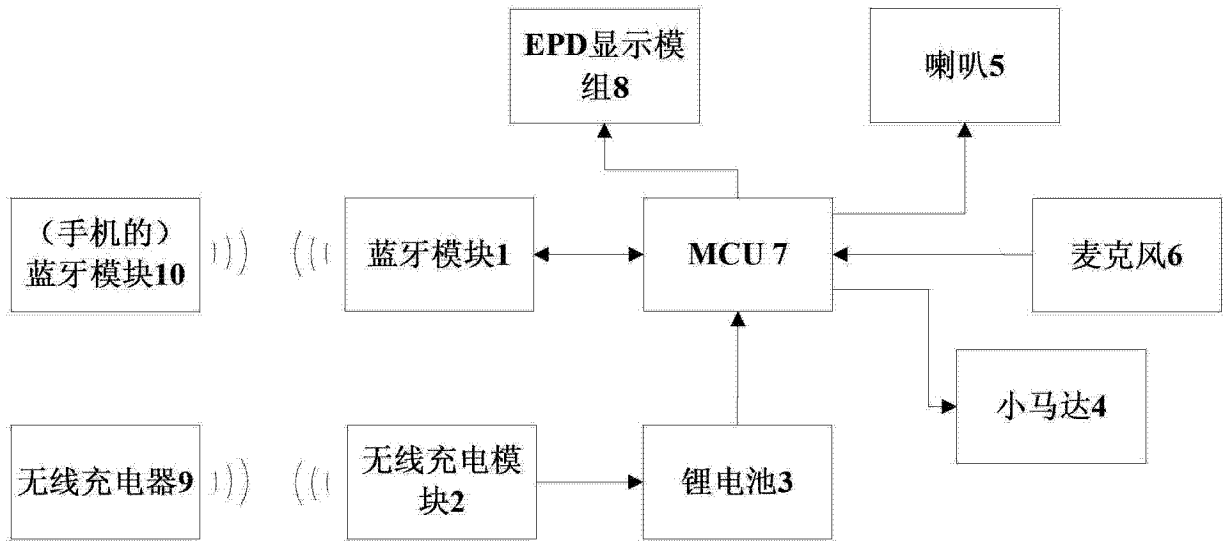 EPD显示模
组8
喇叭5
（手机的）
蓝牙模块10
蓝牙模块1
MCU 7
麦克风6
小马达4
无线充电器9
无线充电模
块2
锂电池3